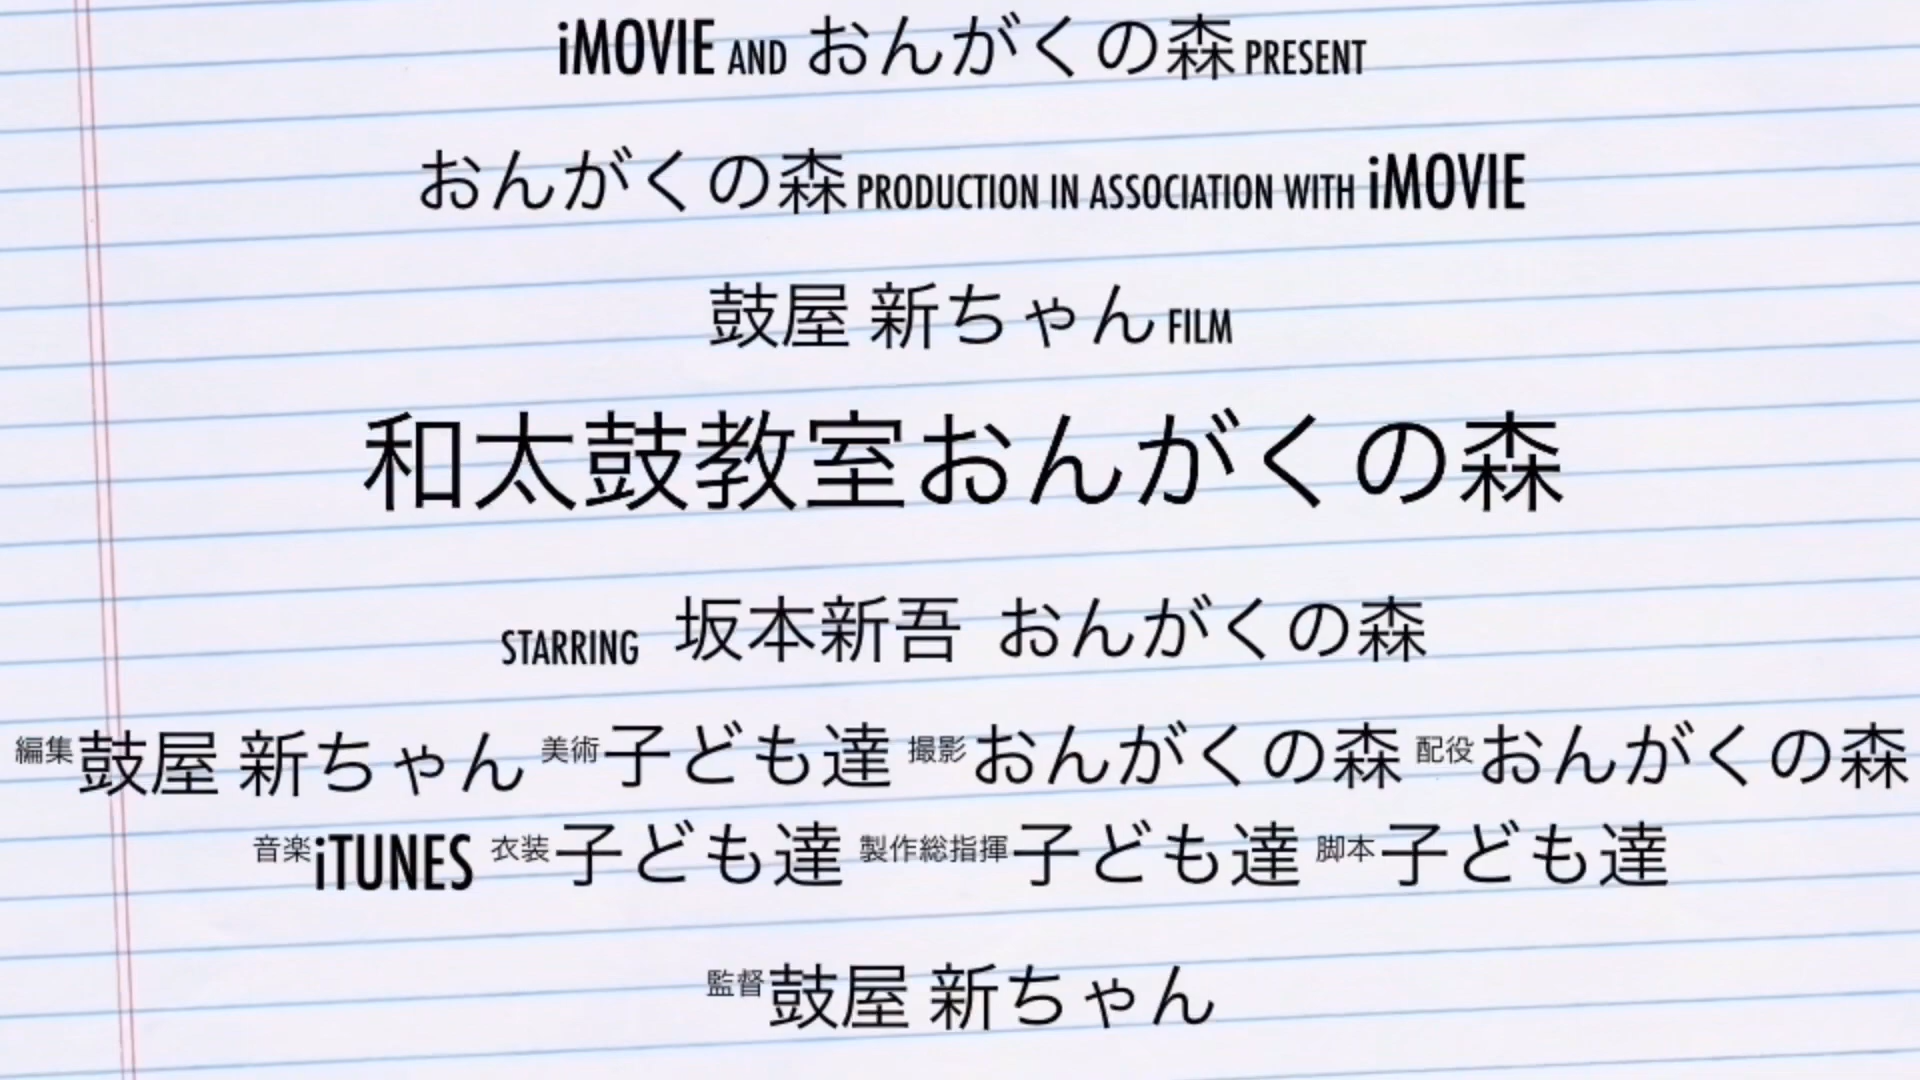 iMOVIE AND おんがくの森 PRESENT
おんがくの森 PRODUCTION IN ASSOCIATION WITH iMOVIE
鼓屋 新ちゃん FILM
和太鼓教室おんがくの森
STARRING 坂本新吾 おんがくの森
編集 鼓屋 新ちゃん 美術 子ども達 撮影 おんがくの森 配役 おんがくの森
音楽 iTUNES 衣装 子ども達 製作総指揮 子ども達 脚本 子ども達
監督 鼓屋 新ちゃん